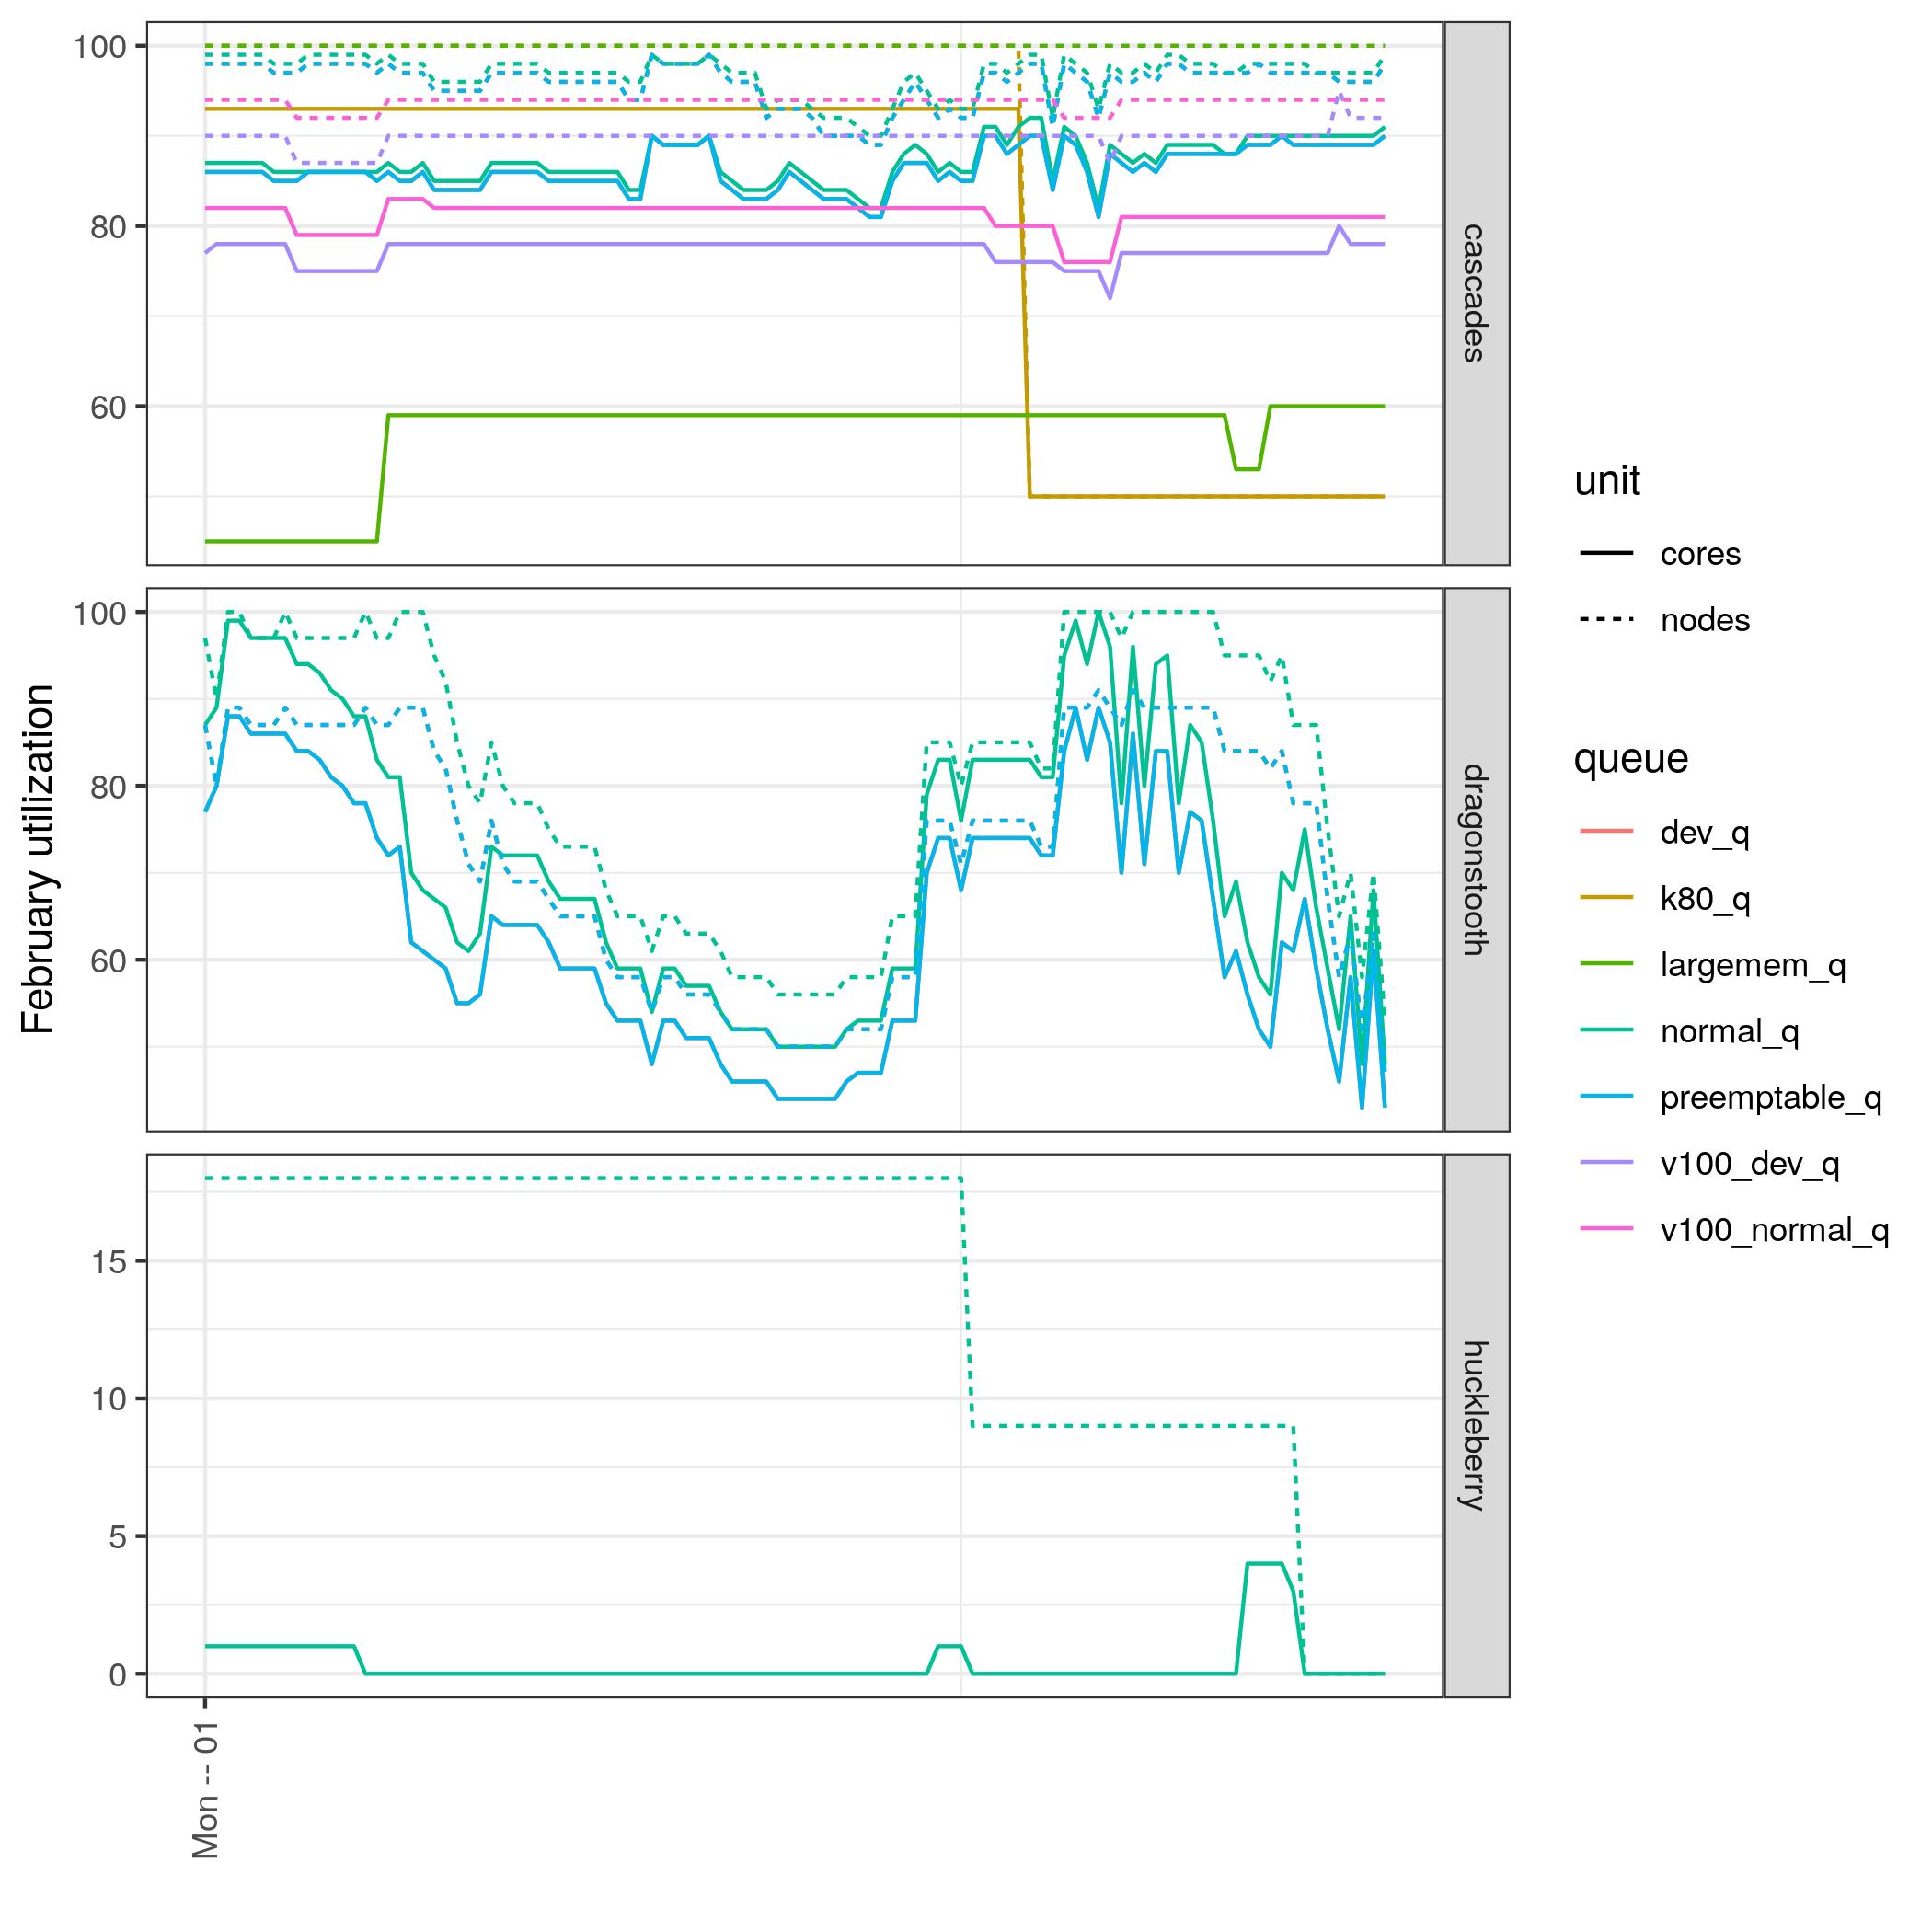 February utilization
100
80
60
cascades
100
80
60
dragonstooth
15
10
5
0
huckleberry
Mon -- 01
unit
cores
nodes
queue
dev_q
k80_q
largemem_q
normal_q
preemptable_q
v100_dev_q
v100_normal_q